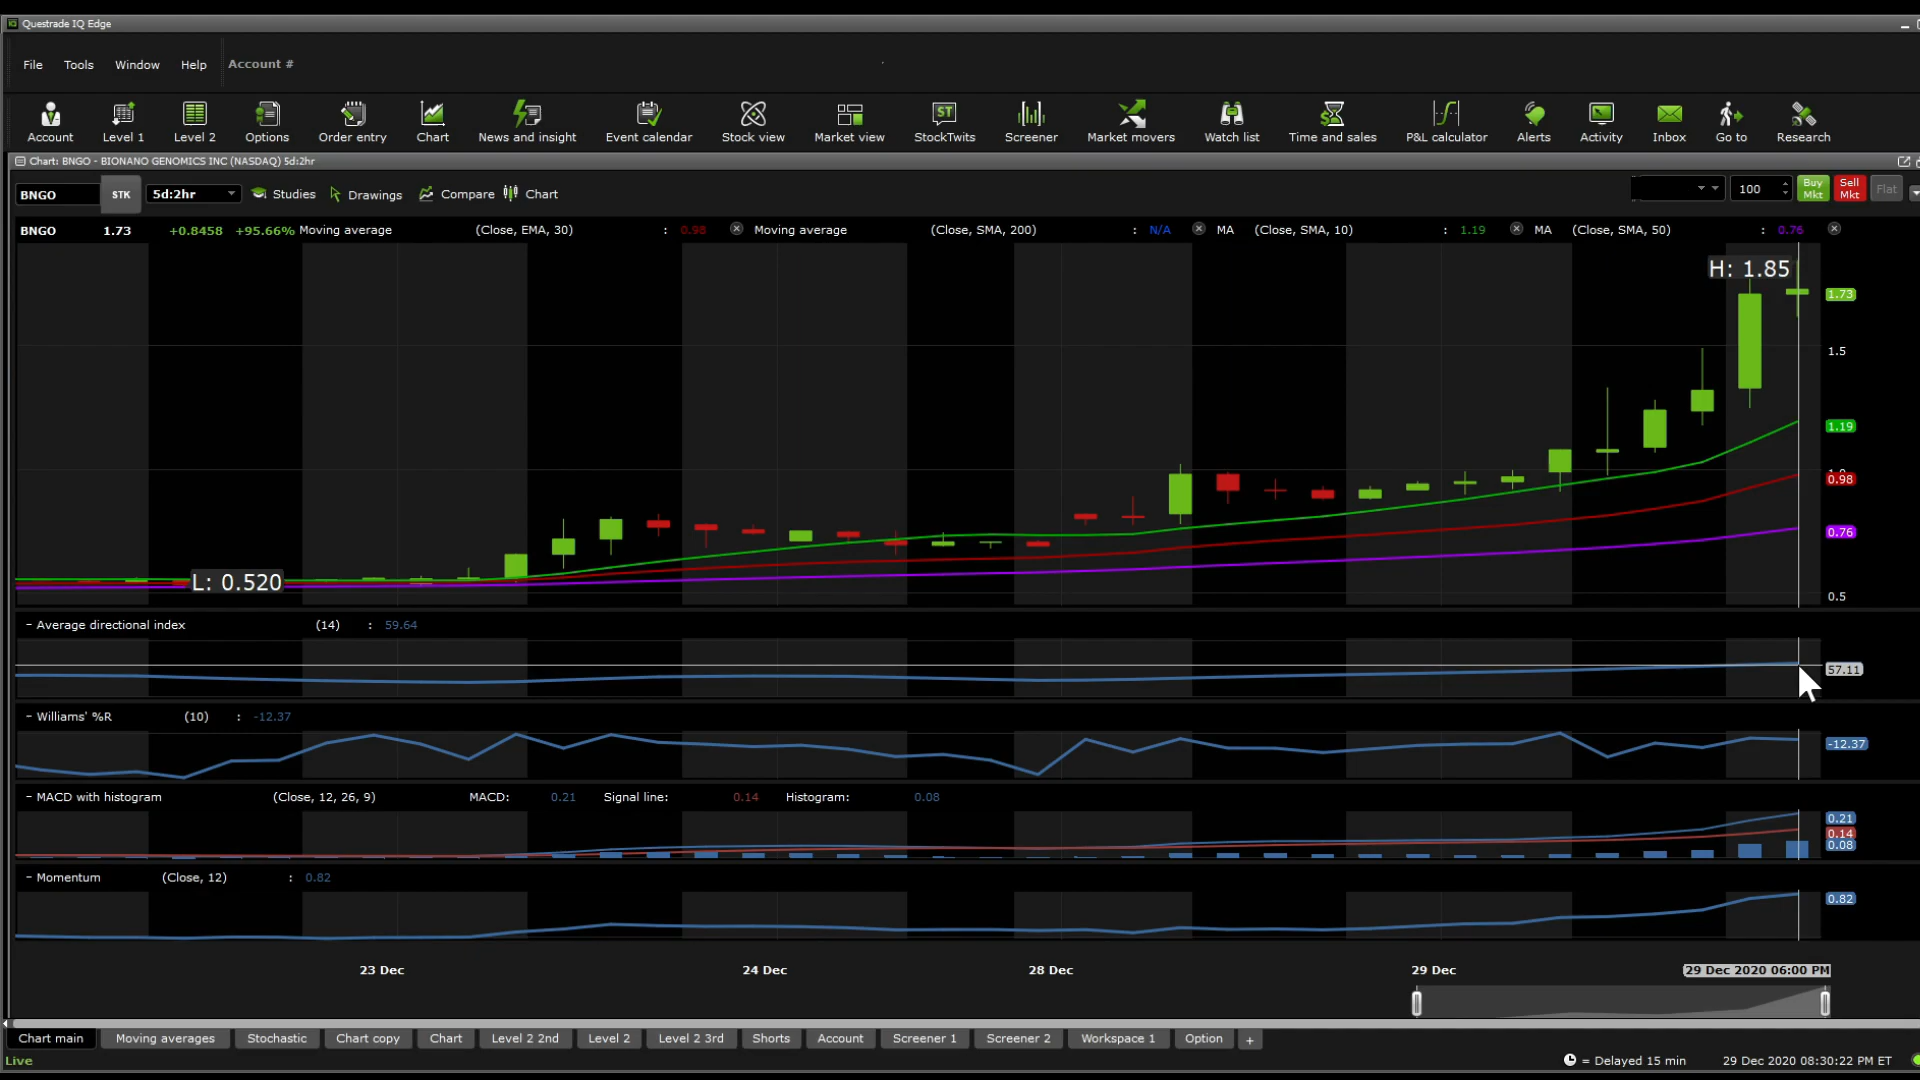 Questrade IQ Edge
File Tools Window Help Account #
Account Level 1 Level 2 Options Order entry Chart News and insight Event calendar Stock view Market view StockTwits Screener Market movers Watch list Time and sales P&L calculator Alerts Activity Inbox Go to Research
Chart: BNGO - BIONANO GENOMICS INC (NASDAQ) 5d:2hr
BNGO STK 5d:2hr Studies Drawings Compare Chart 100 Buy Mkt Sell Mkt Flat
BNGO 1.73 +0.8458 +95.66% Moving average (Close, EMA, 30) : 0.98 Moving average (Close, SMA, 200) : N/A MA (Close, SMA, 10) : 1.19 MA (Close, SMA, 50) : 0.76
H: 1.85
1.73
1.5
1.19
1.0
0.98
0.76
L: 0.520
0.5
- Average directional index (14) : 59.64
57.11
- Williams' %R (10) : -12.37
-12.37
- MACD with histogram (Close, 12, 26, 9) MACD: 0.21 Signal line: 0.14 Histogram: 0.08
0.21
0.14
0.08
- Momentum (Close, 12) : 0.82
0.82
23 Dec 24 Dec 28 Dec 29 Dec 29 Dec 2020 06:00 PM
Chart main Moving averages Stochastic Chart copy Chart Level 2 2nd Level 2 Level 2 3rd Shorts Account Screener 1 Screener 2 Workspace 1 Option +
Live = Delayed 15 min 29 Dec 2020 08:30:22 PM ET